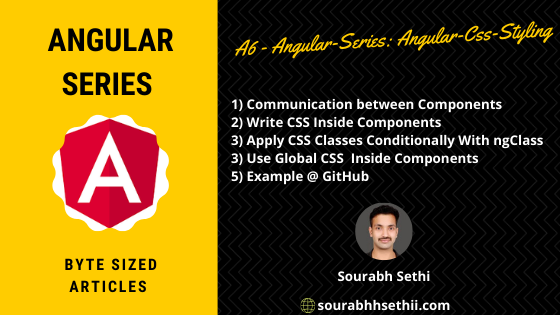 ANGULAR
SERIES
A
BYTE SIZED
ARTICLES
A6 - Angular-Series: Angular-Css-Styling
1) Communication between Components
2) Write CSS Inside Components
3) Apply CSS Classes Conditionally With ngClass
3) Use Global CSS  Inside Components
5) Example @ GitHub
Sourabh Sethi
sourabhhsethii.com